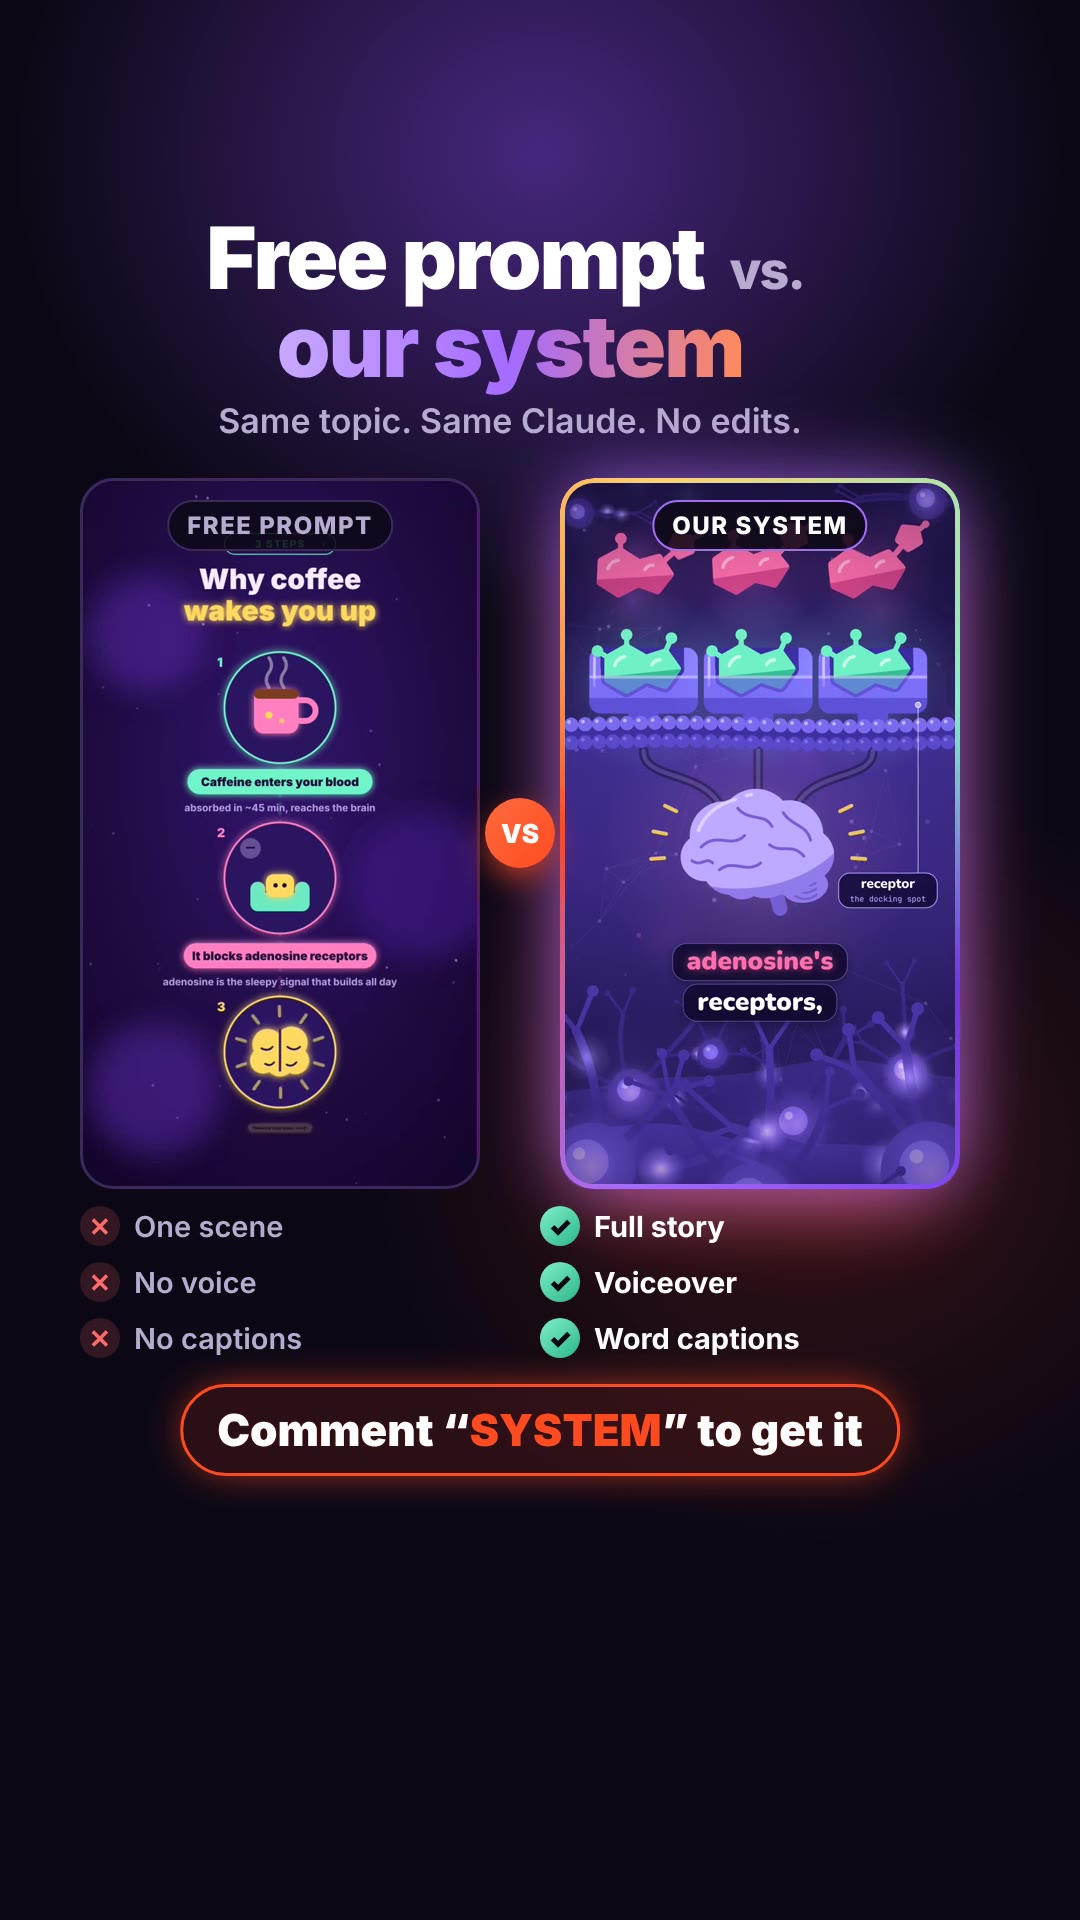 Free prompt vs.
our system
Same topic. Same Claude. No edits.
FREE PROMPT
3 STEPS
Why coffee
wakes you up
1
Caffeine enters your blood
absorbed in ~45 min, reaches the brain
2
It blocks adenosine receptors
adenosine is the sleepy signal that builds all day
3
VS
OUR SYSTEM
receptor
the docking spot
adenosine's
receptors,
One scene
No voice
No captions
Full story
Voiceover
Word captions
Comment “SYSTEM” to get it